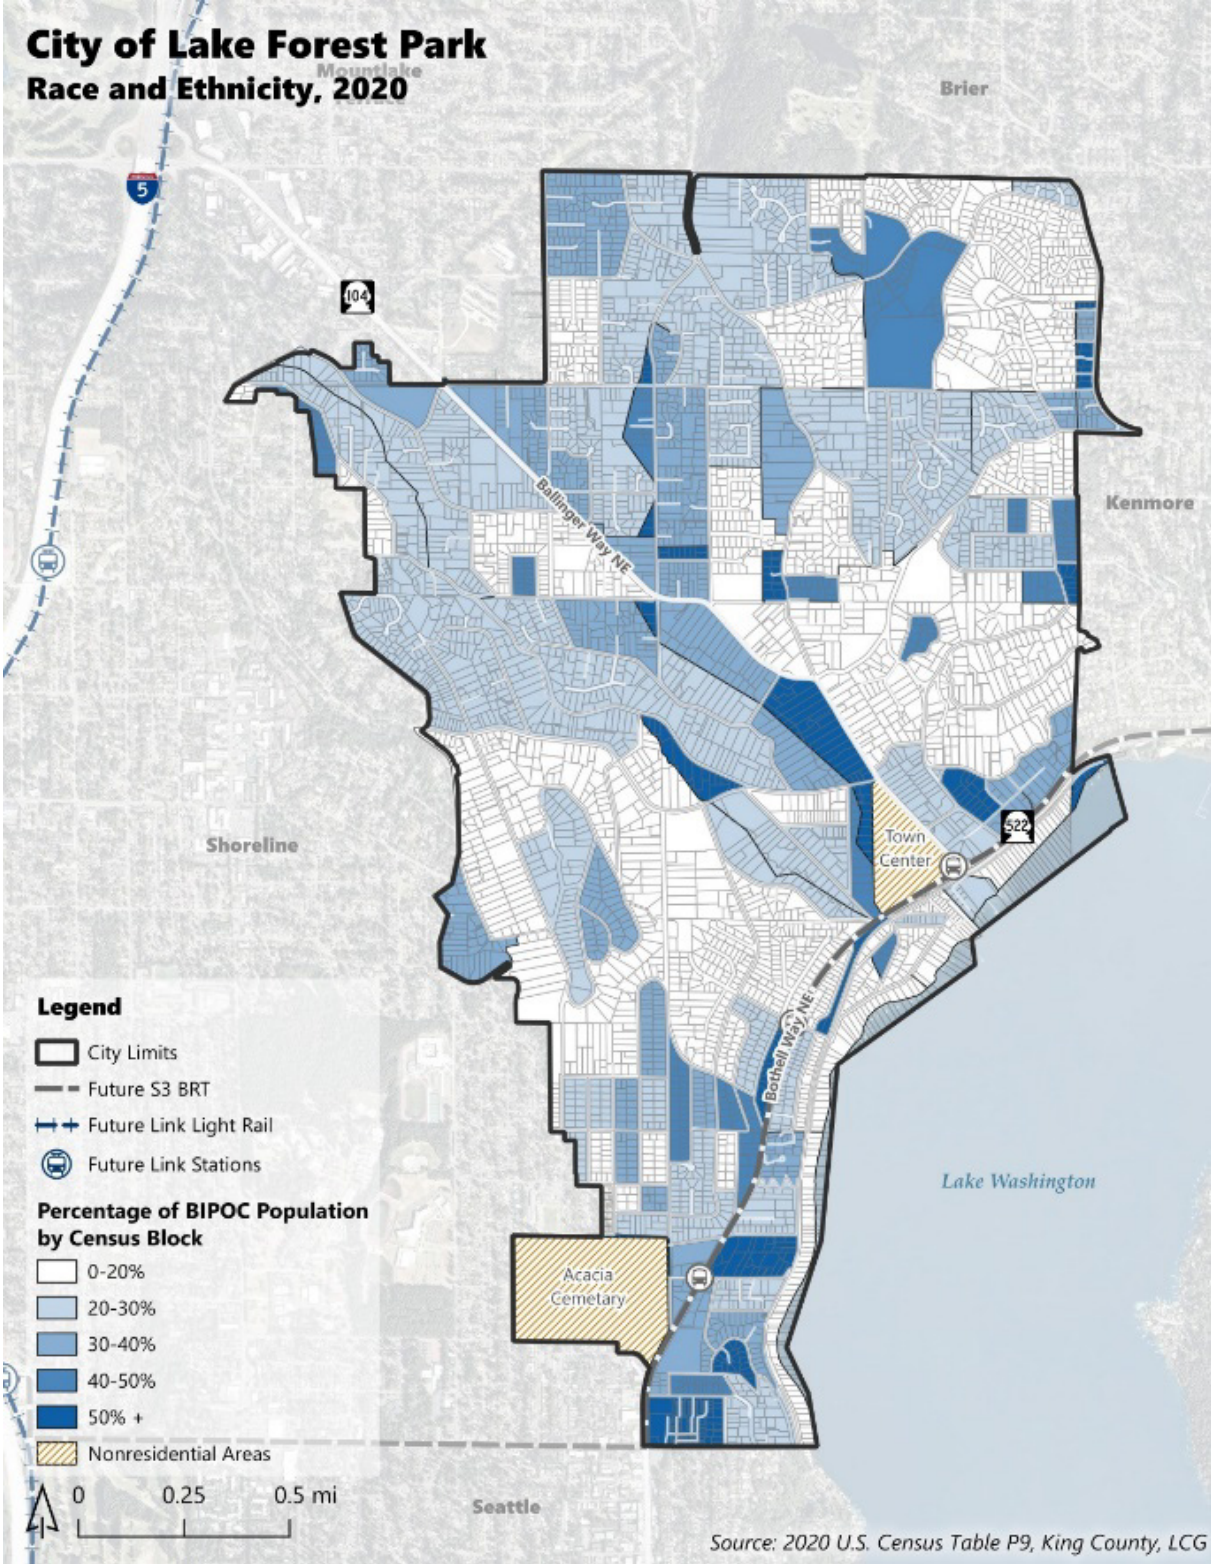 City of Lake Forest Park
Race and Ethnicity, 2020
Mountlake
Terrace
Brier
5
104
Ballinger Way NE
Kenmore
Shoreline
Town
Center
522
Bothell Way NE
Lake Washington
Acacia
Cemetary
Seattle
Legend
City Limits
Future S3 BRT
Future Link Light Rail
Future Link Stations
Percentage of BIPOC Population
by Census Block
0-20%
20-30%
30-40%
40-50%
50% +
Nonresidential Areas
0 0.25 0.5 mi
Source: 2020 U.S. Census Table P9, King County, LCG